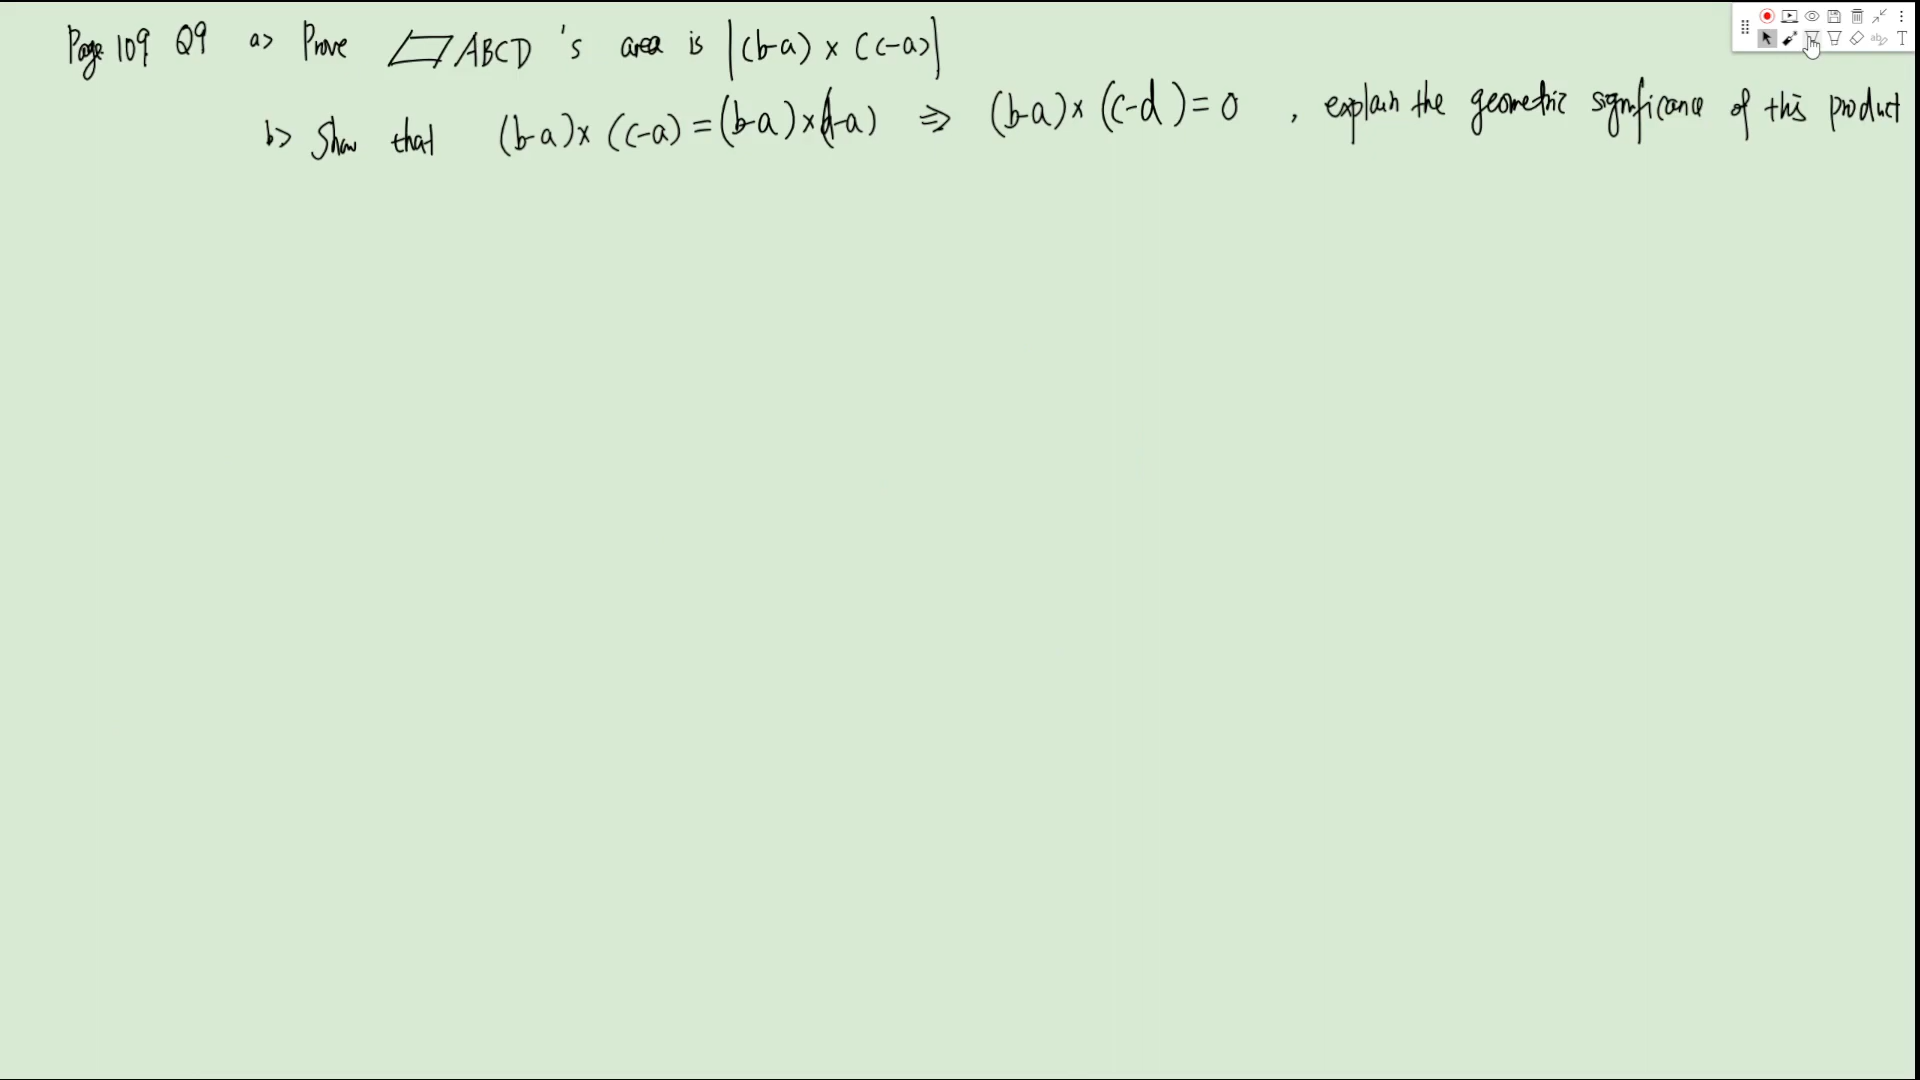 Page 109 Q9 a> Prove ▱ABCD's area is |(b-a) × (c-a)|
b> Show that (b-a)× (c-a) = (b-a)×(d-a) ⇒ (b-a)× (c-d) = 0 , explain the geometric significance of this product